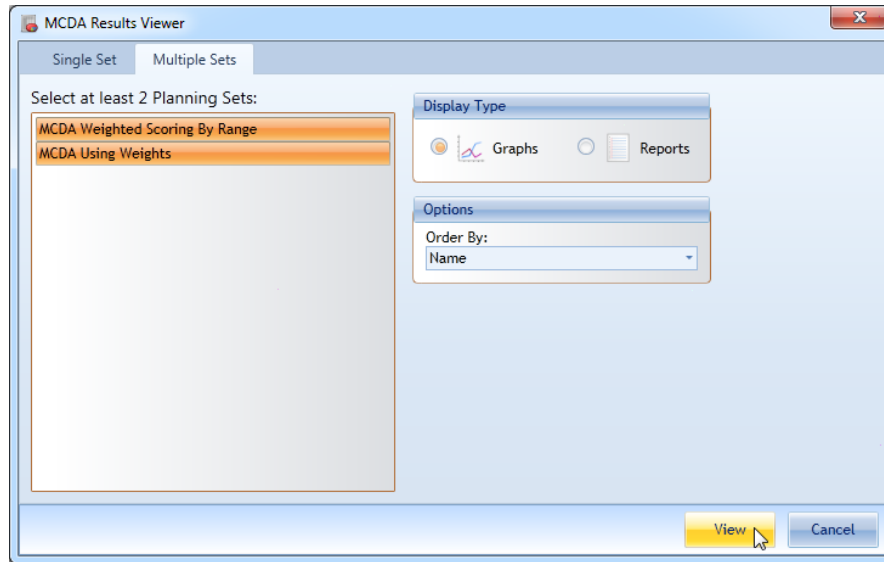 MCDA Results Viewer
Single Set Multiple Sets
Select at least 2 Planning Sets:
MCDA Weighted Scoring By Range
MCDA Using Weights
Display Type
Graphs Reports
Options
Order By:
Name
View Cancel